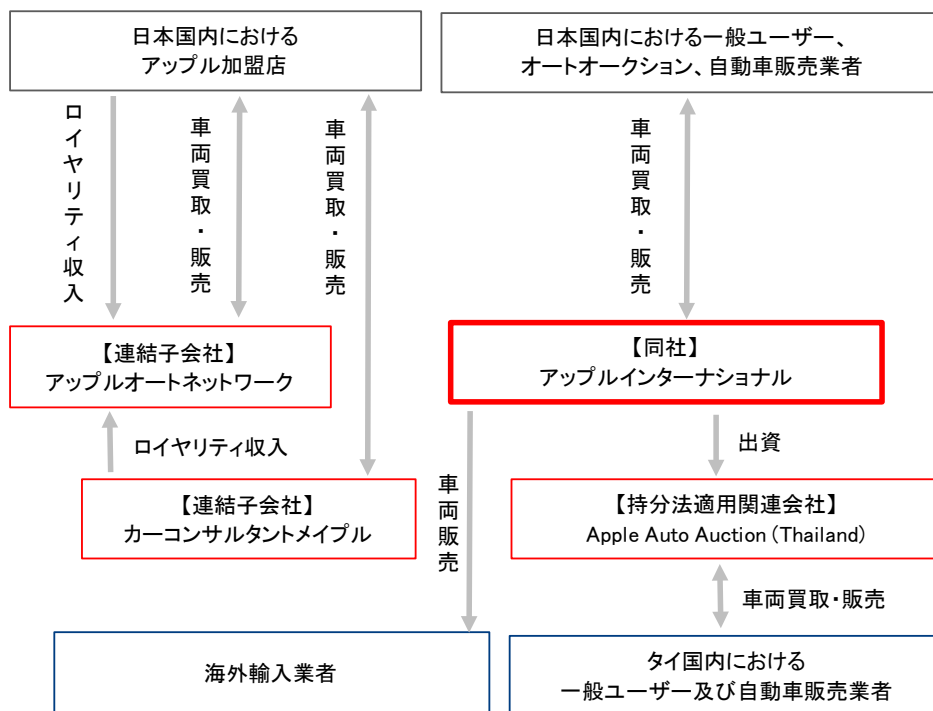 日本国内における
アップル加盟店
日本国内における一般ユーザー、
オートオークション、自動車販売業者
ロイヤリティ収入
車両買取・販売
車両買取・販売
車両買取・販売
【連結子会社】
アップルオートネットワーク
【同社】
アップルインターナショナル
ロイヤリティ収入
出資
【連結子会社】
カーコンサルタントメイプル
車両販売
【持分法適用関連会社】
Apple Auto Auction (Thailand)
車両買取・販売
海外輸入業者
タイ国内における
一般ユーザー及び自動車販売業者